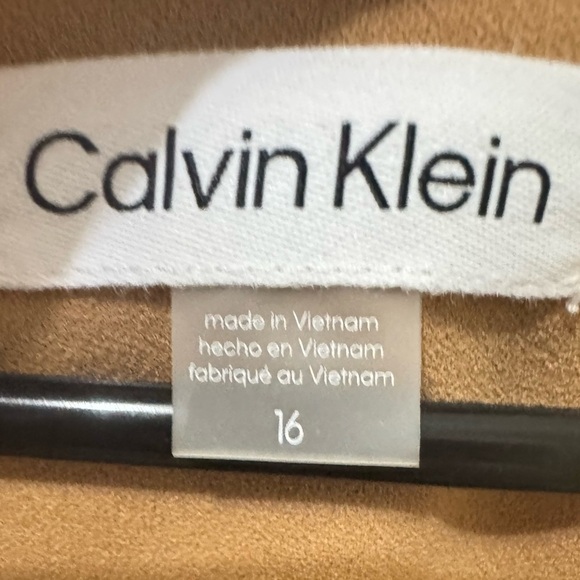 Calvin Klein
made in Vietnam
hecho en Vietnam
fabriqué au Vietnam
16